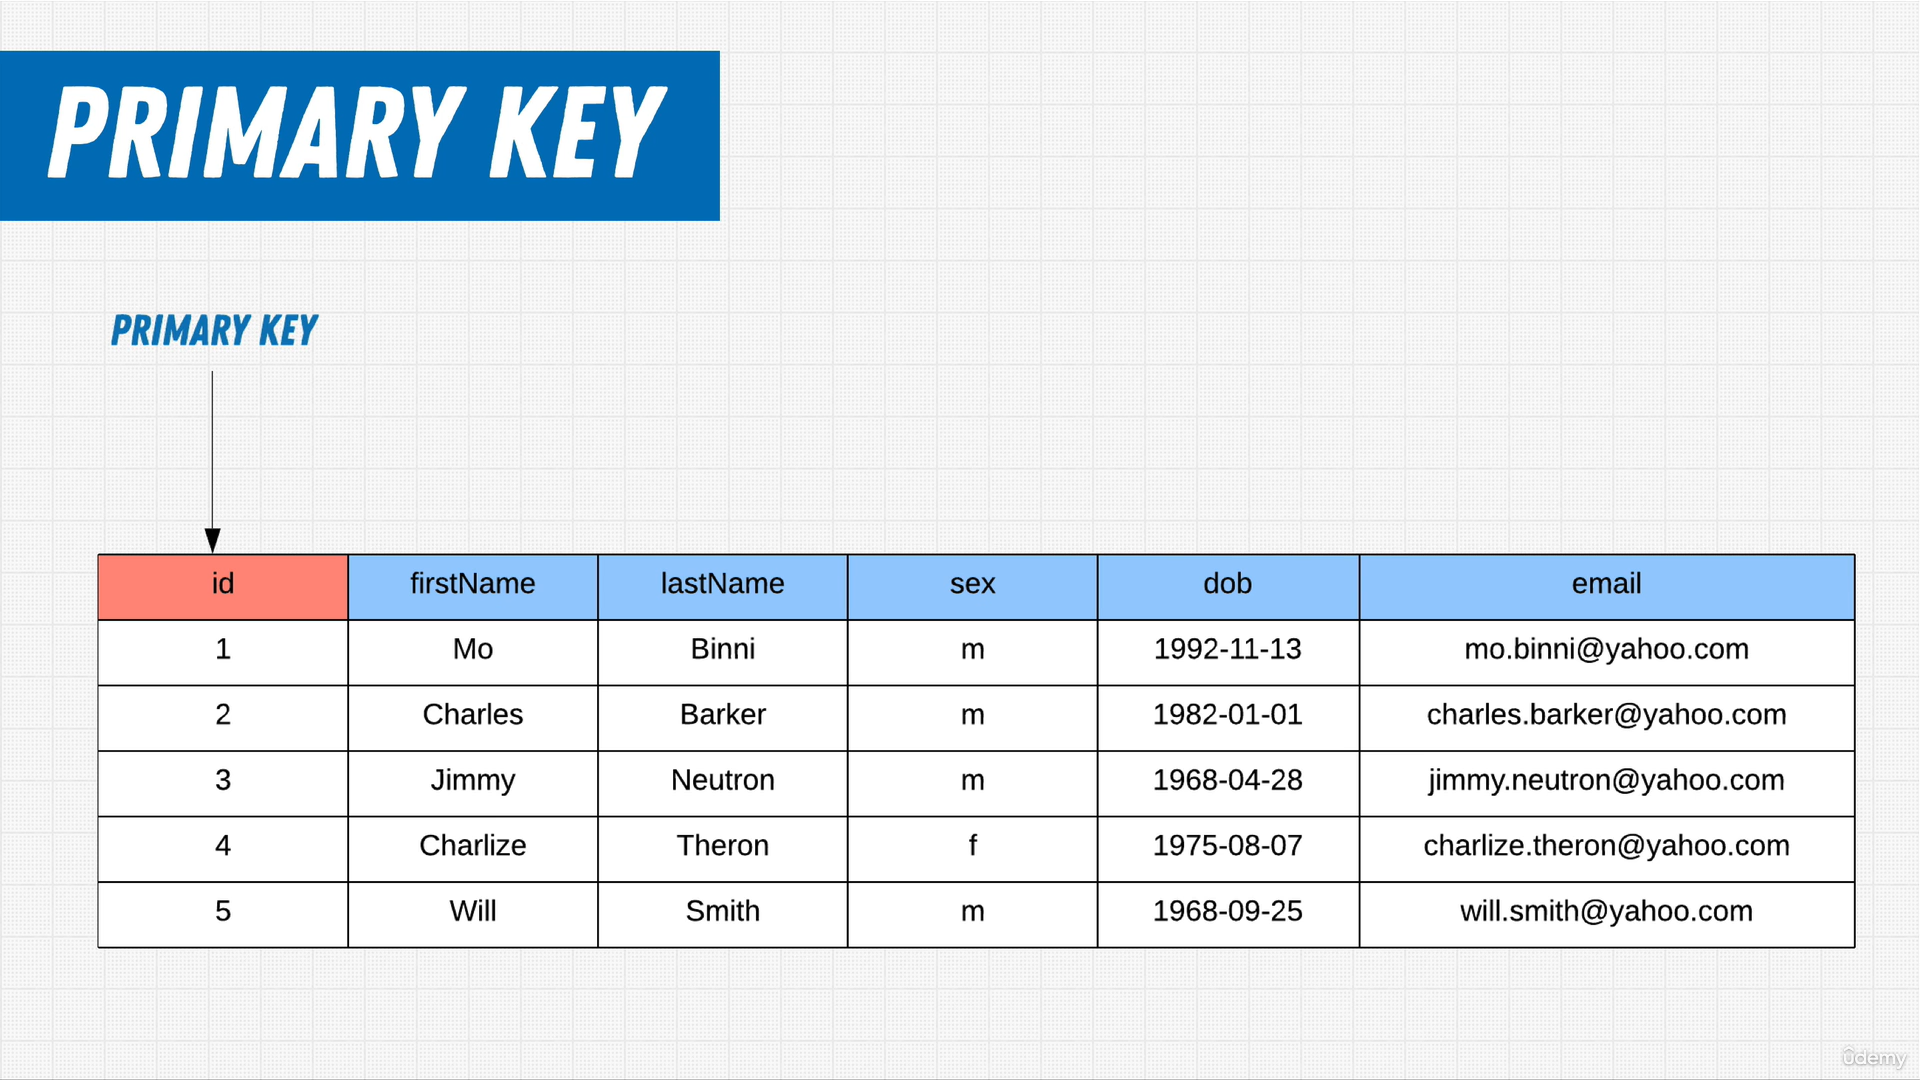 PRIMARY KEY
PRIMARY KEY
id firstName lastName sex dob email
1 Mo Binni m 1992-11-13 mo.binni@yahoo.com
2 Charles Barker m 1982-01-01 charles.barker@yahoo.com
3 Jimmy Neutron m 1968-04-28 jimmy.neutron@yahoo.com
4 Charlize Theron f 1975-08-07 charlize.theron@yahoo.com
5 Will Smith m 1968-09-25 will.smith@yahoo.com
ûdemy